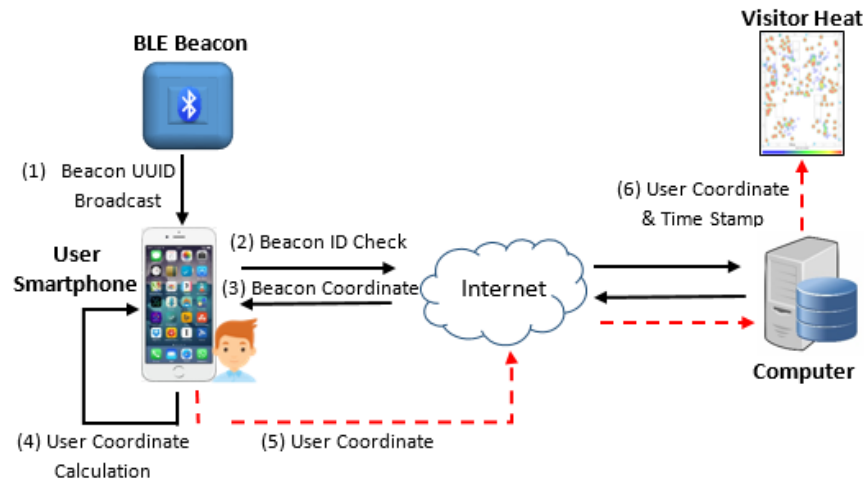 Visitor Heat
BLE Beacon
(1) Beacon UUID
Broadcast
(6) User Coordinate
& Time Stamp
User
Smartphone
(2) Beacon ID Check
(3) Beacon Coordinate
Internet
Computer
(4) User Coordinate
Calculation
(5) User Coordinate